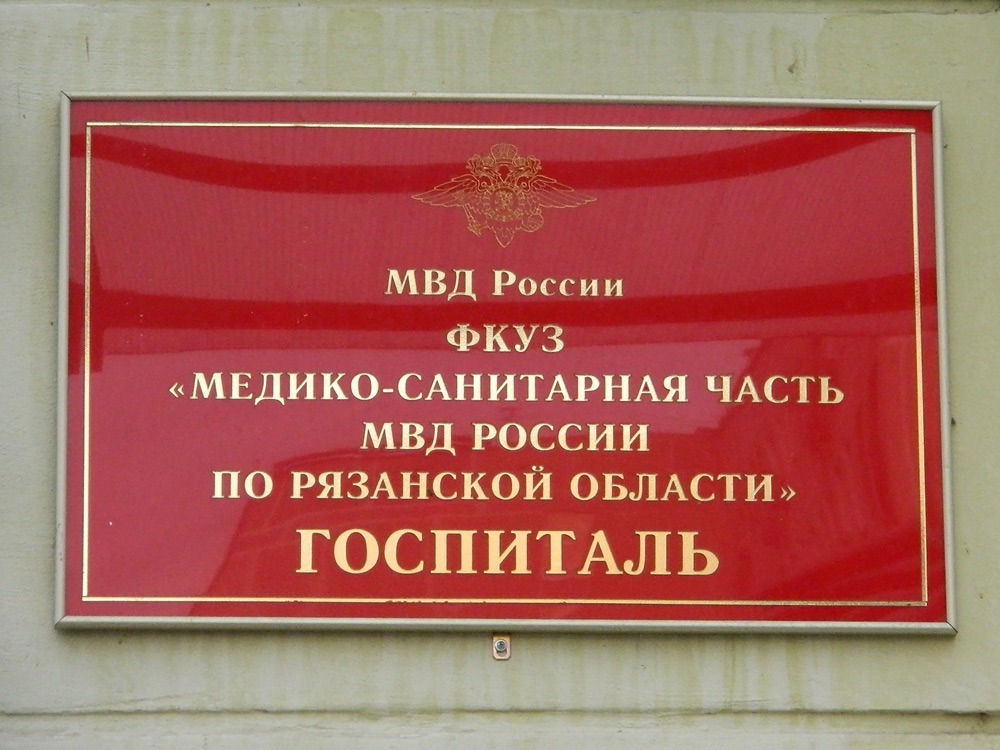 МВД России
ФКУЗ
«МЕДИКО-САНИТАРНАЯ ЧАСТЬ
МВД РОССИИ
ПО РЯЗАНСКОЙ ОБЛАСТИ»
ГОСПИТАЛЬ